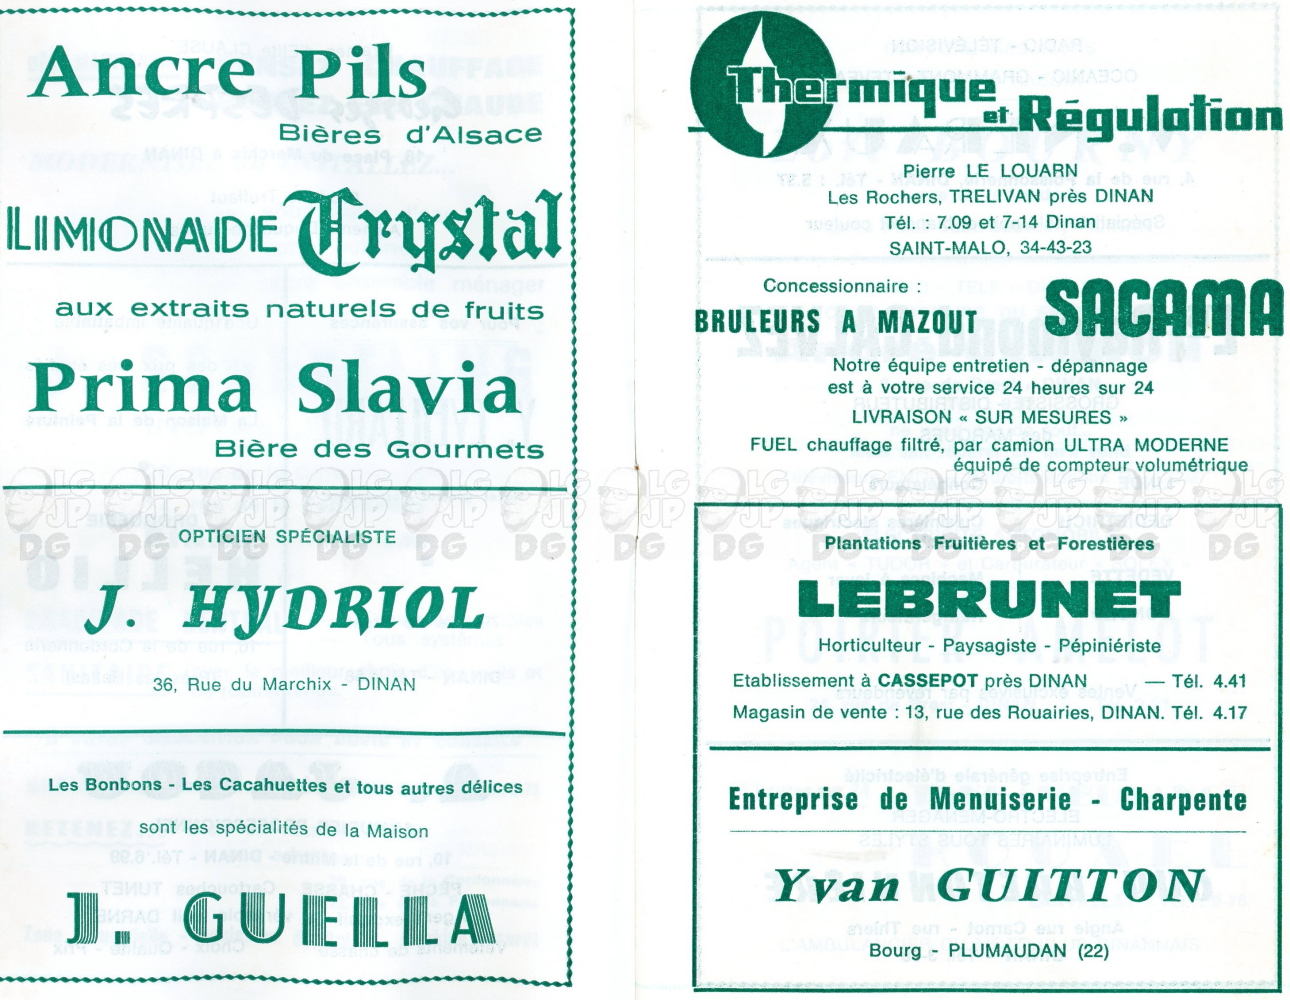 Ancre Pils
Bières d'Alsace
LIMONADE Crystal
aux extraits naturels de fruits
Prima Slavia
Bière des Gourmets
OPTICIEN SPÉCIALISTE
J. HYDRIOL
36, Rue du Marchix - DINAN
Les Bonbons - Les Cacahuettes et tous autres délices
sont les spécialités de la Maison
J. GUELLA
Thermique
et Régulation
Pierre LE LOUARN
Les Rochers, TRELIVAN près DINAN
Tél. : 7.09 et 7-14 Dinan
SAINT-MALO, 34-43-23
Concessionnaire :
BRULEURS A MAZOUT SACAMA
Notre équipe entretien - dépannage
est à votre service 24 heures sur 24
LIVRAISON « SUR MESURES »
FUEL chauffage filtré, par camion ULTRA MODERNE
équipé de compteur volumétrique
Plantations Fruitières et Forestières
LEBRUNET
Horticulteur - Paysagiste - Pépiniériste
Etablissement à CASSEPOT près DINAN — Tél. 4.41
Magasin de vente : 13, rue des Rouairies, DINAN. Tél. 4.17
Entreprise de Menuiserie - Charpente
Yvan GUITTON
Bourg - PLUMAUDAN (22)